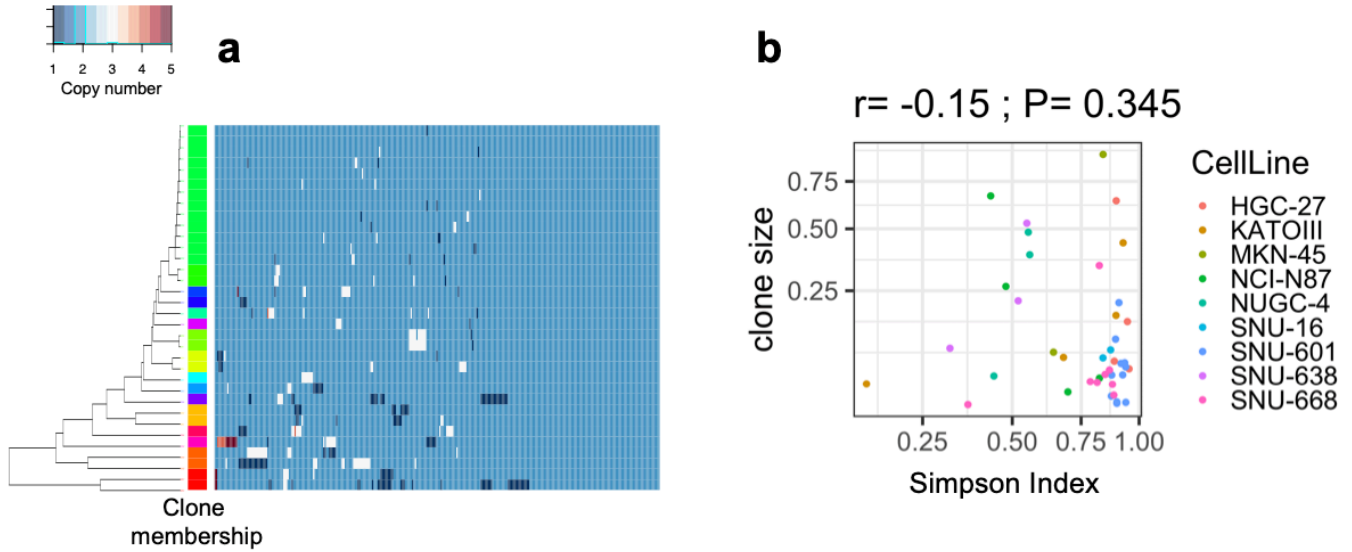 a
1 2 3 4 5
Copy number
Clone
membership
b
r= -0.15 ; P= 0.345
clone size
0.75
0.50
0.25
0.25 0.50 0.75 1.00
Simpson Index
CellLine
HGC-27
KATOIII
MKN-45
NCI-N87
NUGC-4
SNU-16
SNU-601
SNU-638
SNU-668